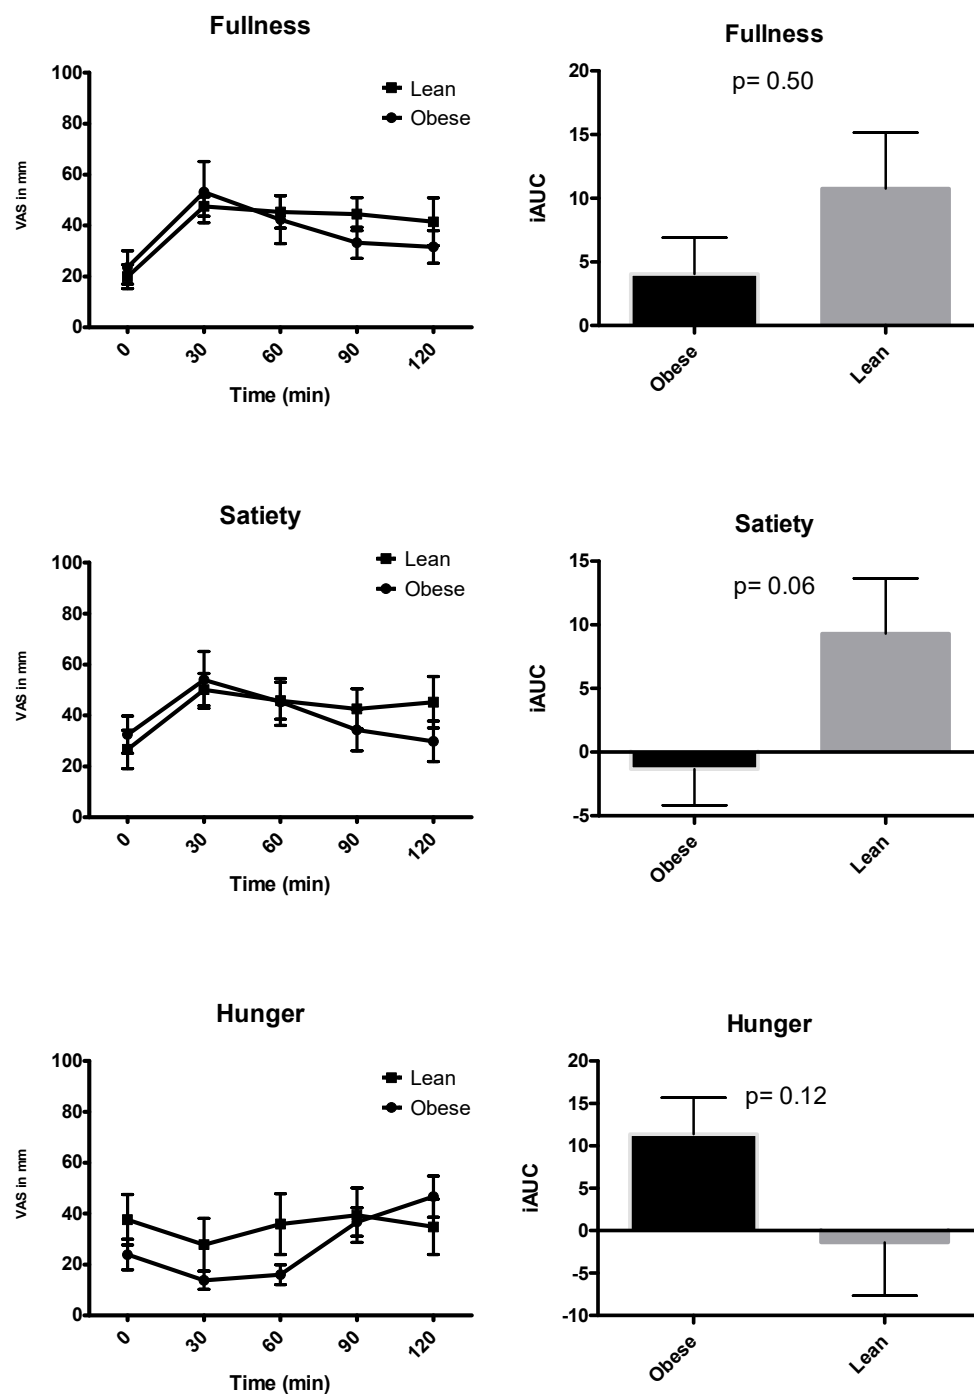 Fullness
100
80
60
40
20
0
VAS in mm
Lean
Obese
0 30 60 90 120
Time (min)
Fullness
p= 0.50
20
15
10
5
0
iAUC
Obese Lean
Satiety
100
80
60
40
20
0
VAS in mm
Lean
Obese
0 30 60 90 120
Time (min)
Satiety
p= 0.06
15
10
5
0
-5
iAUC
Obese Lean
Hunger
100
80
60
40
20
0
VAS in mm
Lean
Obese
0 30 60 90 120
Time (min)
Hunger
p= 0.12
20
15
10
5
0
-5
-10
iAUC
Obese Lean